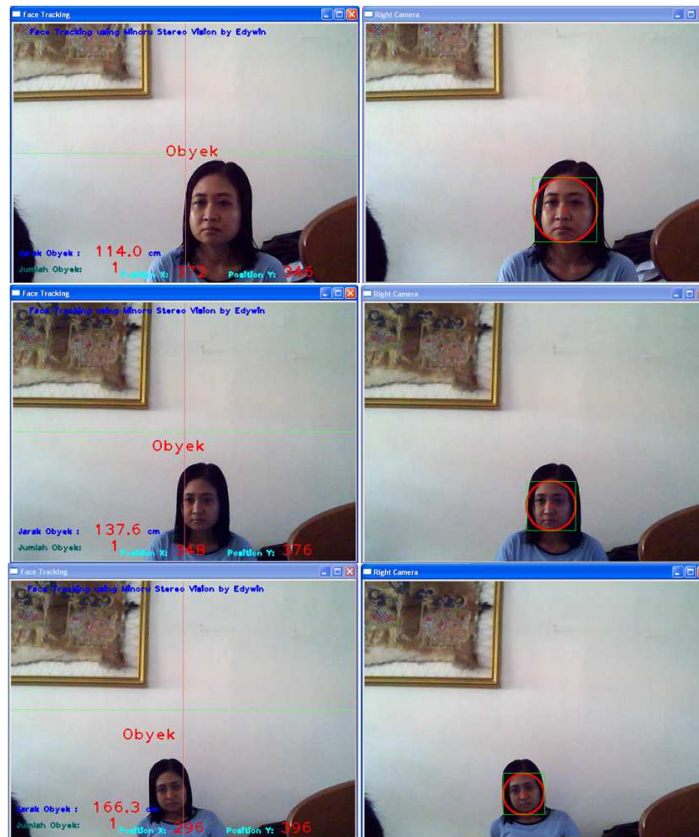 Face Tracking
Right Camera
Face Tracking using Minoru Stereo Vision by Edywin
Obyek
Jarak Obyek : 114.0 cm
Jumlah Obyek: 1 Position X: 372 Position Y: 346
Face Tracking
Right Camera
Face Tracking using Minoru Stereo Vision by Edywin
Obyek
Jarak Obyek : 137.6 cm
Jumlah Obyek: 1 Position X: 348 Position Y: 376
Face Tracking
Right Camera
Face Tracking using Minoru Stereo Vision by Edywin
Obyek
Jarak Obyek : 166.3 cm
Jumlah Obyek: 1 Position X: 296 Position Y: 396